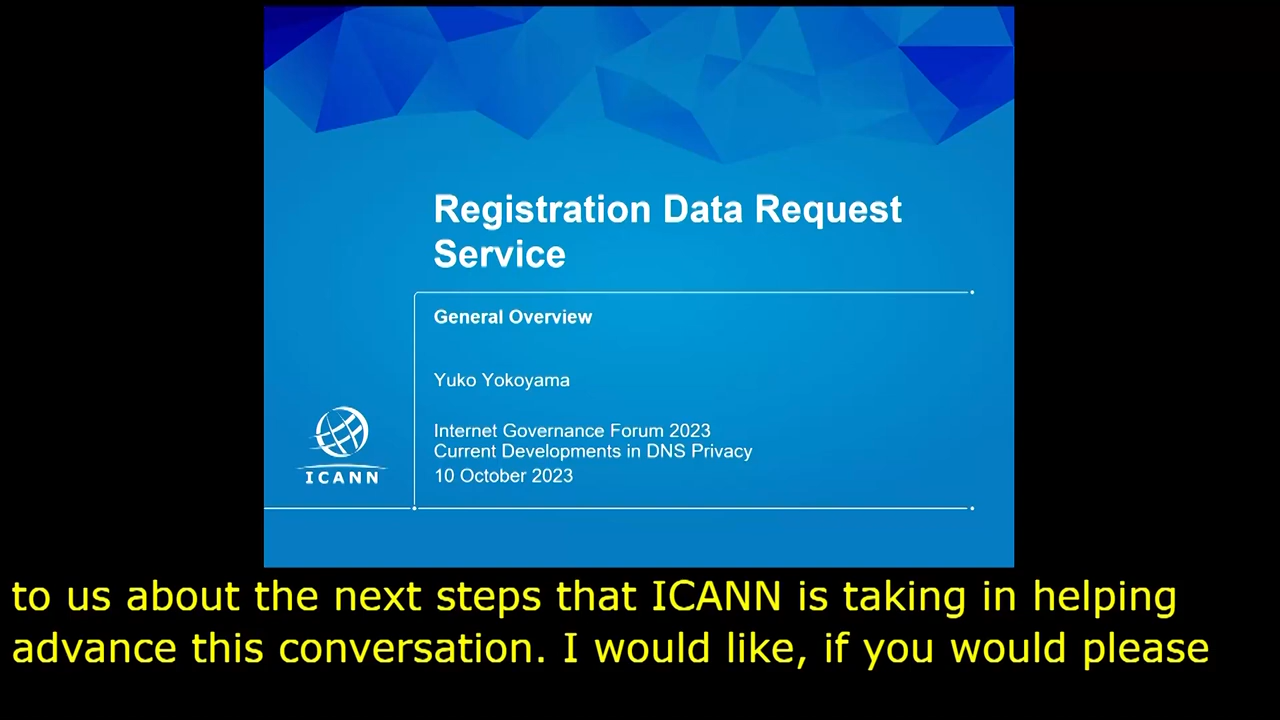 Registration Data Request
Service
General Overview
Yuko Yokoyama
Internet Governance Forum 2023
Current Developments in DNS Privacy
10 October 2023
ICANN
to us about the next steps that ICANN is taking in helping
advance this conversation. I would like, if you would please